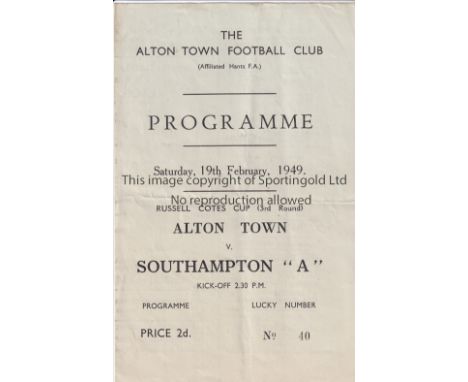 THE
ALTON TOWN FOOTBALL CLUB
(Affiliated Hants F.A.)
PROGRAMME
Saturday, 19th February, 1949.
This image copyright of Sportingold Ltd
No reproduction allowed
RUSSELL COTES CUP (3rd Round)
ALTON TOWN
v.
SOUTHAMPTON "A"
KICK-OFF 2.30 P.M.
PROGRAMME LUCKY NUMBER
PRICE 2d. Nº 40